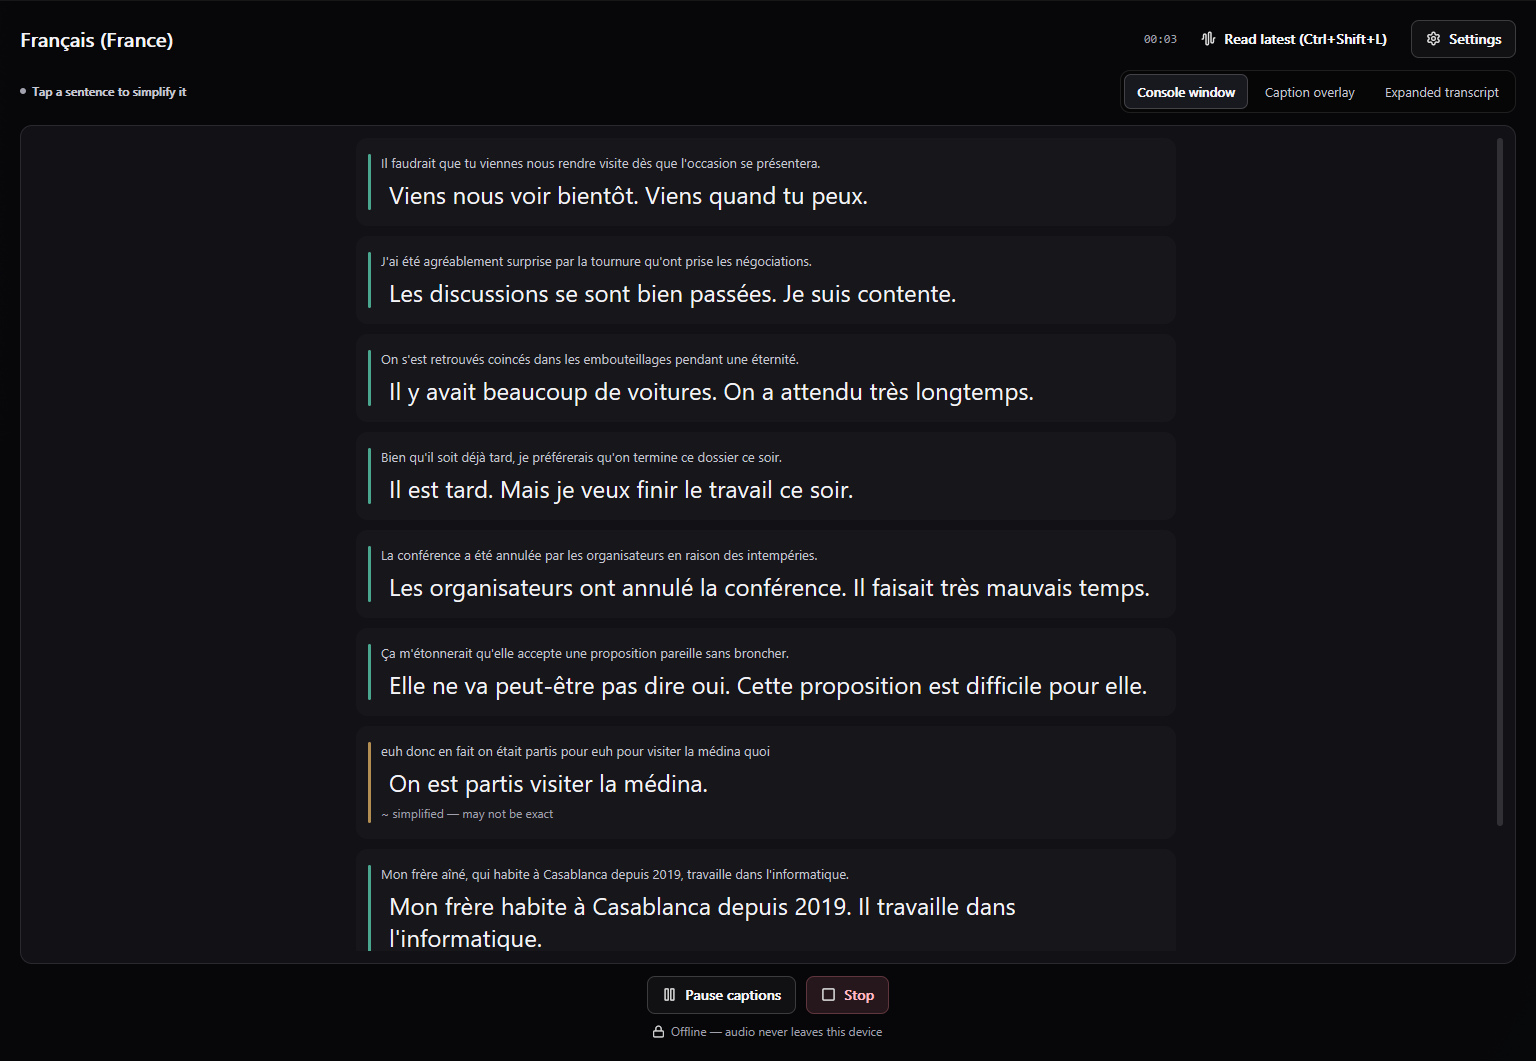 Français (France)
00:03
Read latest (Ctrl+Shift+L)
Settings
Tap a sentence to simplify it
Console window
Caption overlay
Expanded transcript
Il faudrait que tu viennes nous rendre visite dès que l'occasion se présentera.
Viens nous voir bientôt. Viens quand tu peux.
J'ai été agréablement surprise par la tournure qu'ont prise les négociations.
Les discussions se sont bien passées. Je suis contente.
On s'est retrouvés coincés dans les embouteillages pendant une éternité.
Il y avait beaucoup de voitures. On a attendu très longtemps.
Bien qu'il soit déjà tard, je préférerais qu'on termine ce dossier ce soir.
Il est tard. Mais je veux finir le travail ce soir.
La conférence a été annulée par les organisateurs en raison des intempéries.
Les organisateurs ont annulé la conférence. Il faisait très mauvais temps.
Ça m'étonnerait qu'elle accepte une proposition pareille sans broncher.
Elle ne va peut-être pas dire oui. Cette proposition est difficile pour elle.
euh donc en fait on était partis pour euh pour visiter la médina quoi
On est partis visiter la médina.
~ simplified — may not be exact
Mon frère aîné, qui habite à Casablanca depuis 2019, travaille dans l'informatique.
Mon frère habite à Casablanca depuis 2019. Il travaille dans
l'informatique.
Pause captions
Stop
Offline — audio never leaves this device